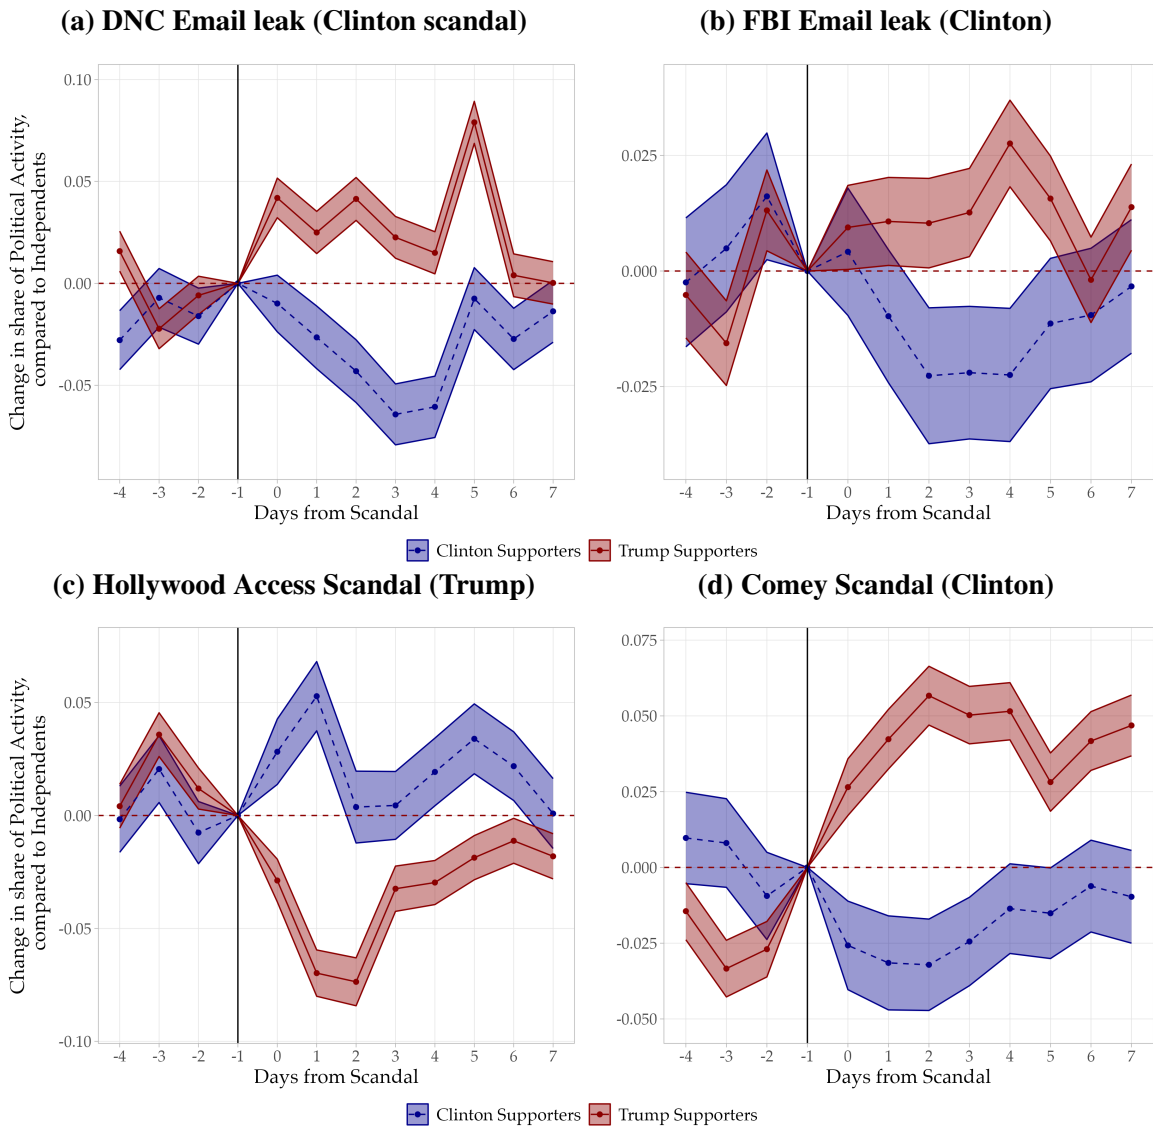 (a) DNC Email leak (Clinton scandal)
(b) FBI Email leak (Clinton)
Change in share of Political Activity,
compared to Independents
0.10
0.05
0.00
-0.05
-4 -3 -2 -1 0 1 2 3 4 5 6 7
Days from Scandal
0.025
0.000
-0.025
-4 -3 -2 -1 0 1 2 3 4 5 6 7
Days from Scandal
Clinton Supporters Trump Supporters
(c) Hollywood Access Scandal (Trump)
(d) Comey Scandal (Clinton)
Change in share of Political Activity,
compared to Independents
0.05
0.00
-0.05
-0.10
-4 -3 -2 -1 0 1 2 3 4 5 6 7
Days from Scandal
0.075
0.050
0.025
0.000
-0.025
-0.050
-4 -3 -2 -1 0 1 2 3 4 5 6 7
Days from Scandal
Clinton Supporters Trump Supporters